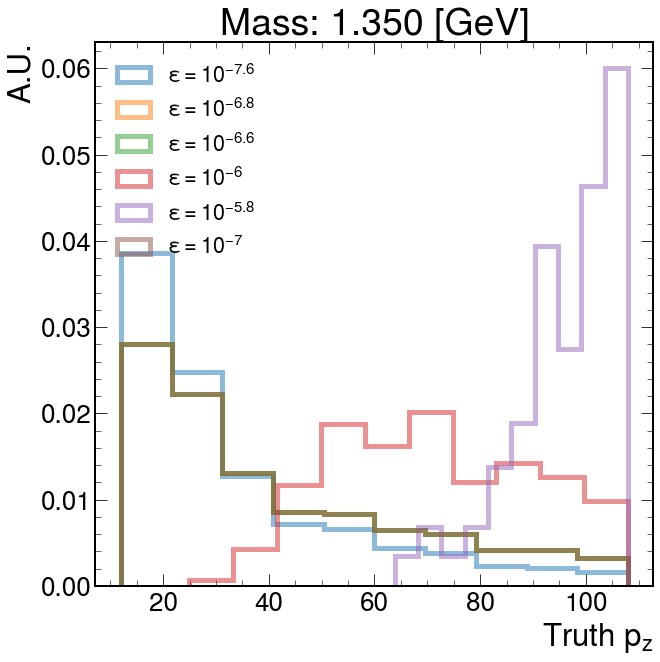 Mass: 1.350 [GeV]
A.U.
0.06
0.05
0.04
0.03
0.02
0.01
0.00
ε = 10⁻⁷·⁶
ε = 10⁻⁶·⁸
ε = 10⁻⁶·⁶
ε = 10⁻⁶
ε = 10⁻⁵·⁸
ε = 10⁻⁷
20 40 60 80 100
Truth p_z